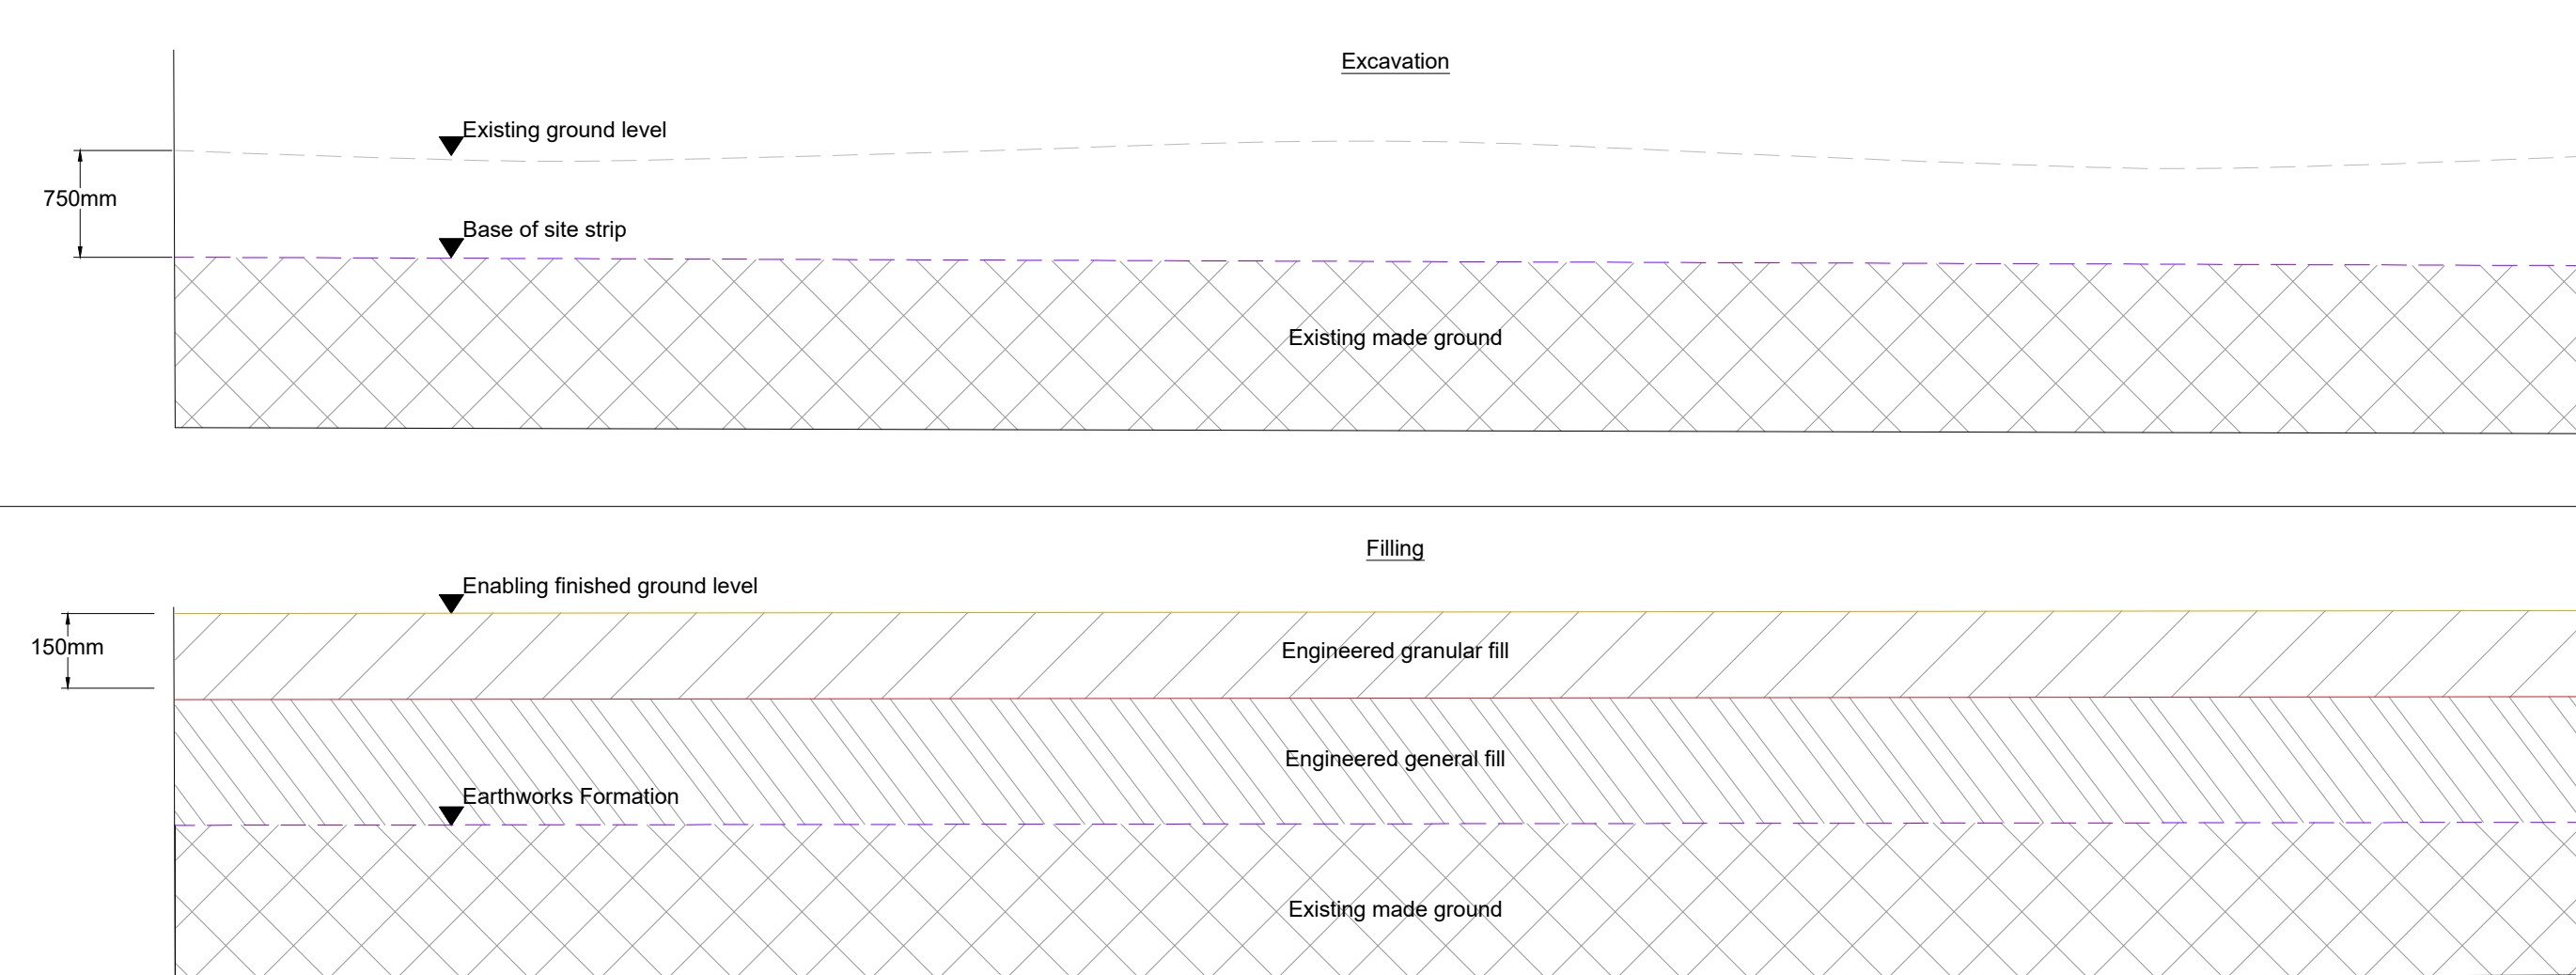 Excavation
Existing ground level
750mm
Base of site strip
Existing made ground
Filling
Enabling finished ground level
150mm
Engineered granular fill
Engineered general fill
Earthworks Formation
Existing made ground